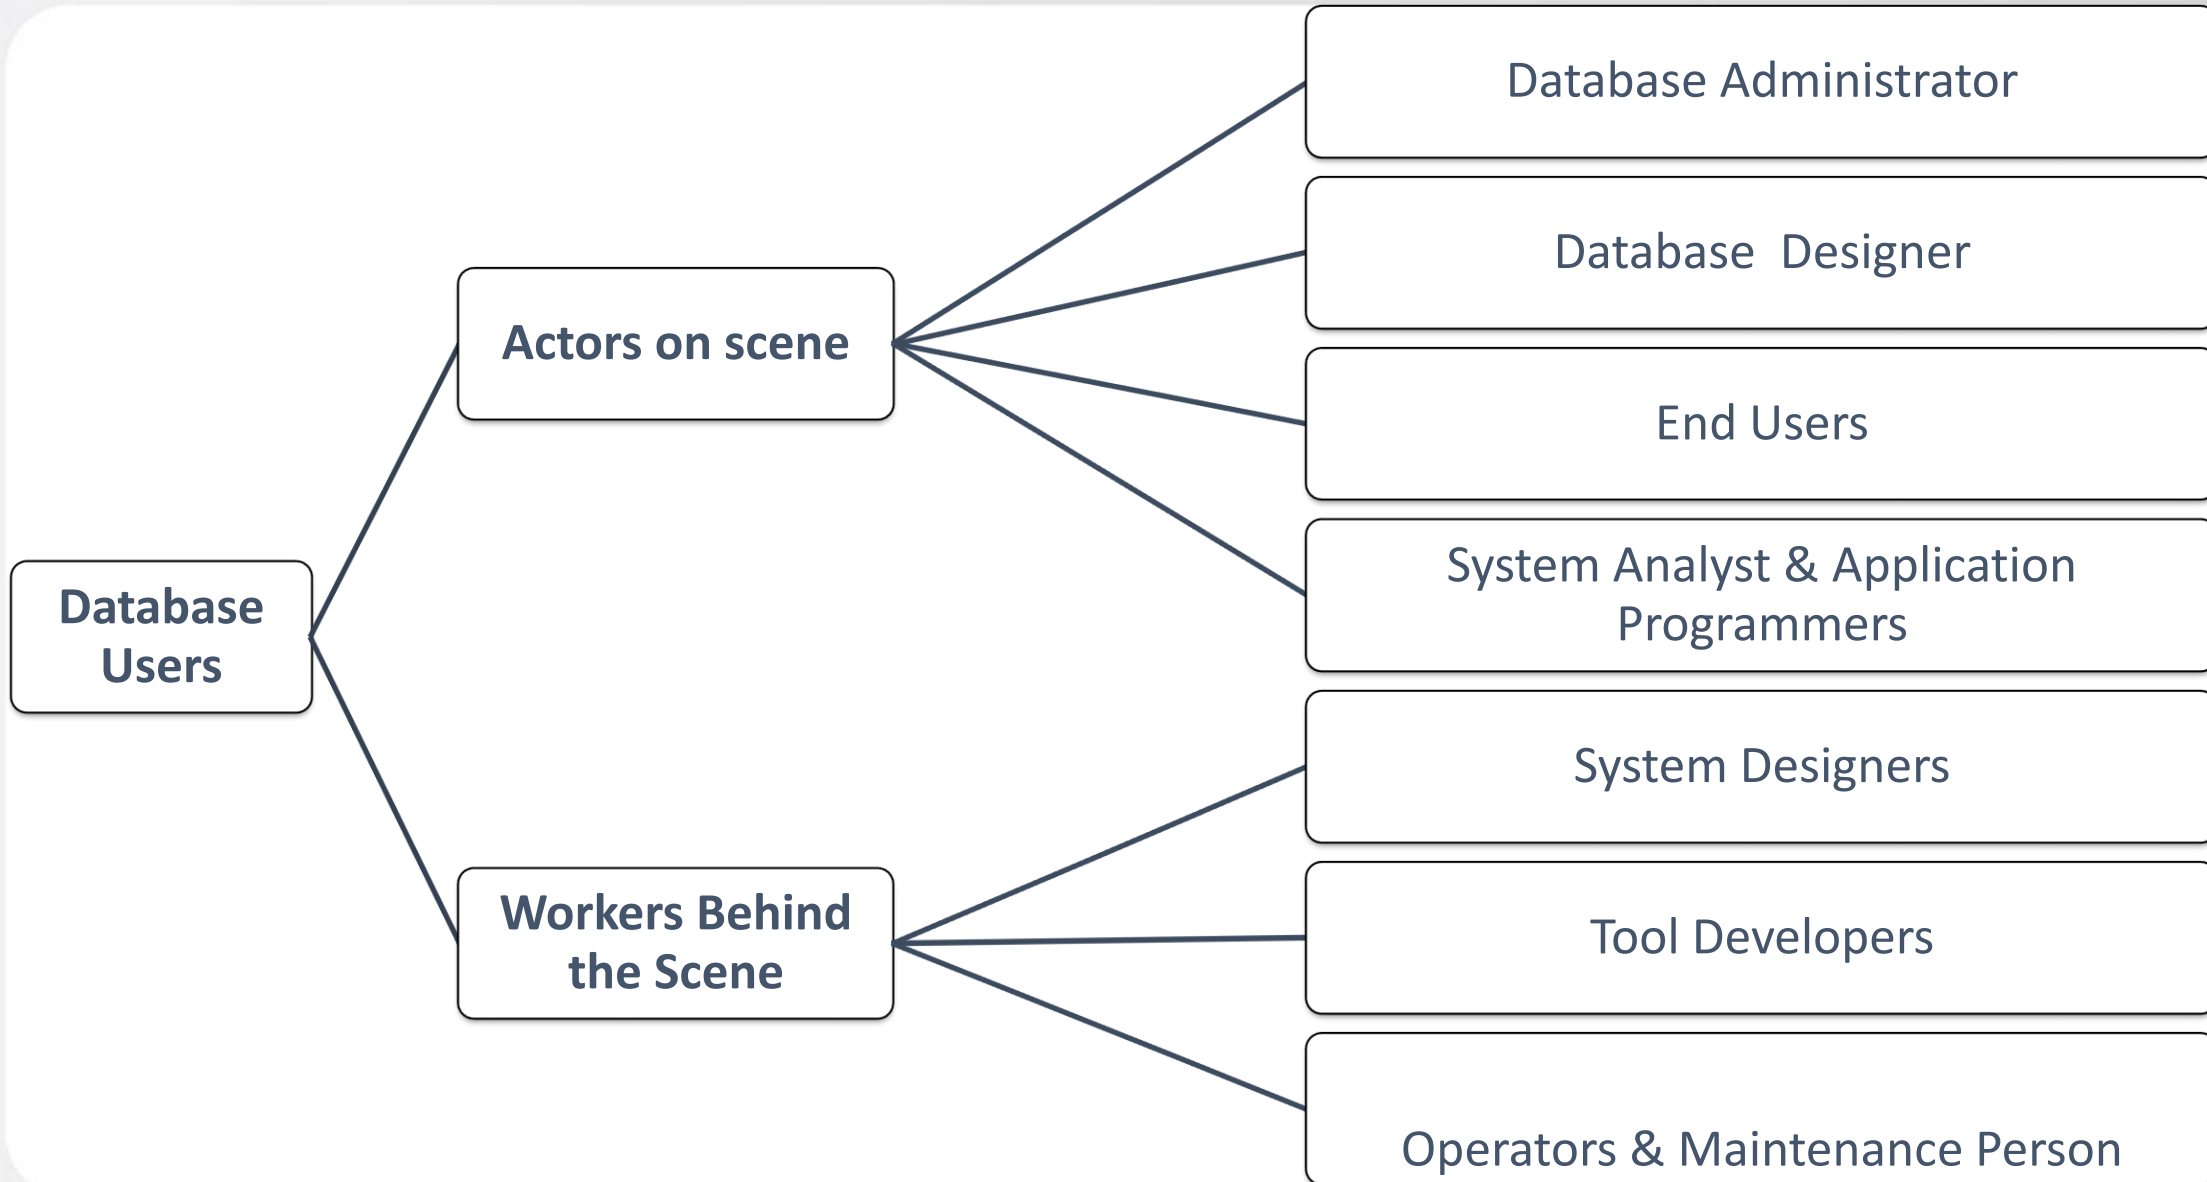 Database Administrator
Database  Designer
Actors on scene
End Users
System Analyst & Application
Programmers
Database
Users
System Designers
Workers Behind
the Scene
Tool Developers
Operators & Maintenance Person